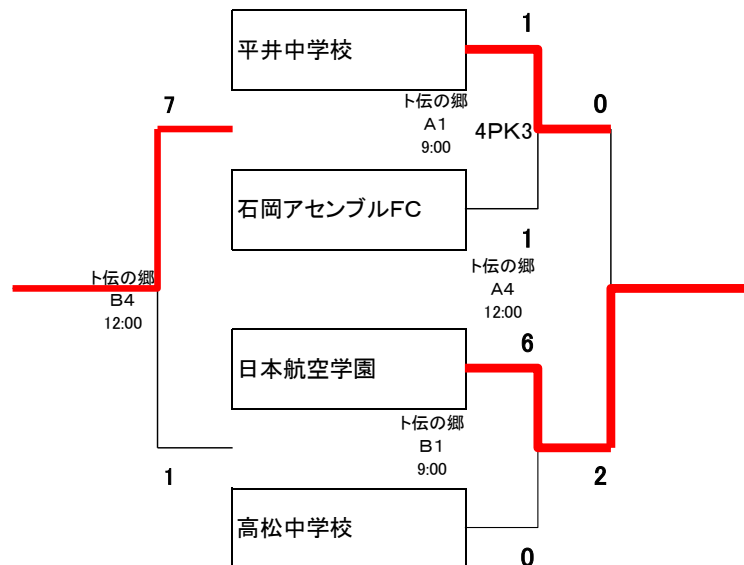 1
平井中学校
7
ト伝の郷
A1
9:00
4PK3
0
石岡アセンブルFC
1
ト伝の郷
A4
12:00
ト伝の郷
B4
12:00
6
日本航空学園
ト伝の郷
B1
9:00
1
2
高松中学校
0